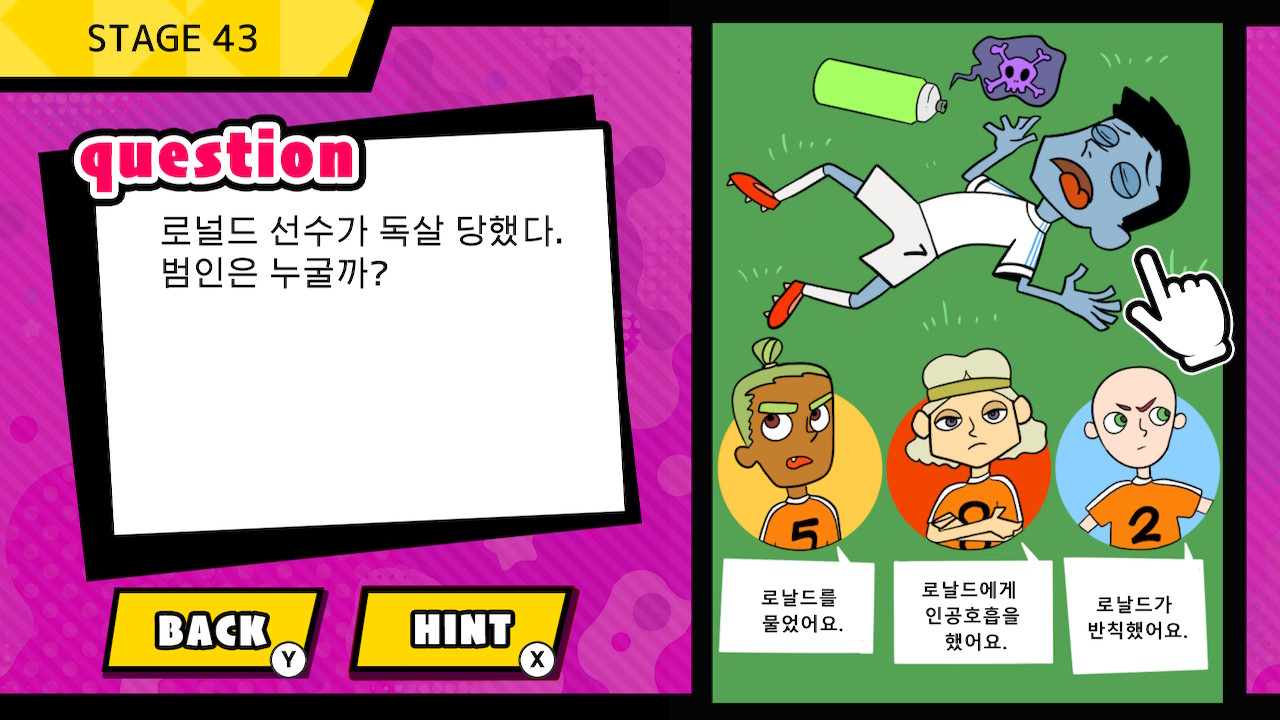 STAGE 43
question
로널드 선수가 독살 당했다.
범인은 누굴까?
BACK
Y
HINT
X
5
8
2
로날드를
물었어요.
로날드에게
인공호흡을
했어요.
로날드가
반칙했어요.